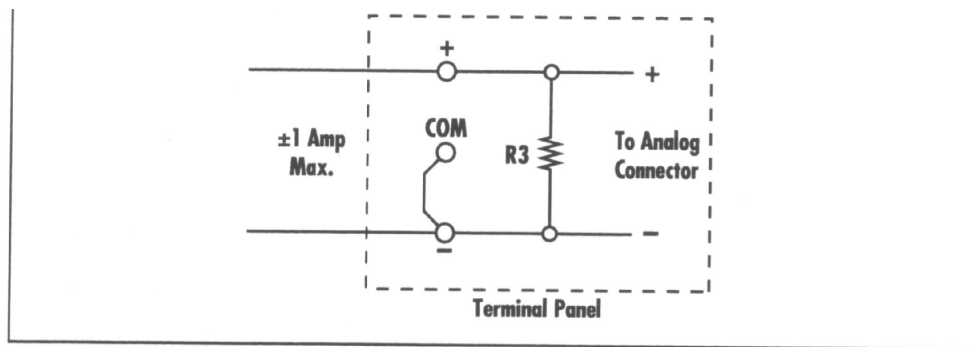 +
+
COM
±1 Amp
Max.
R3
To Analog
Connector
−
−
Terminal Panel